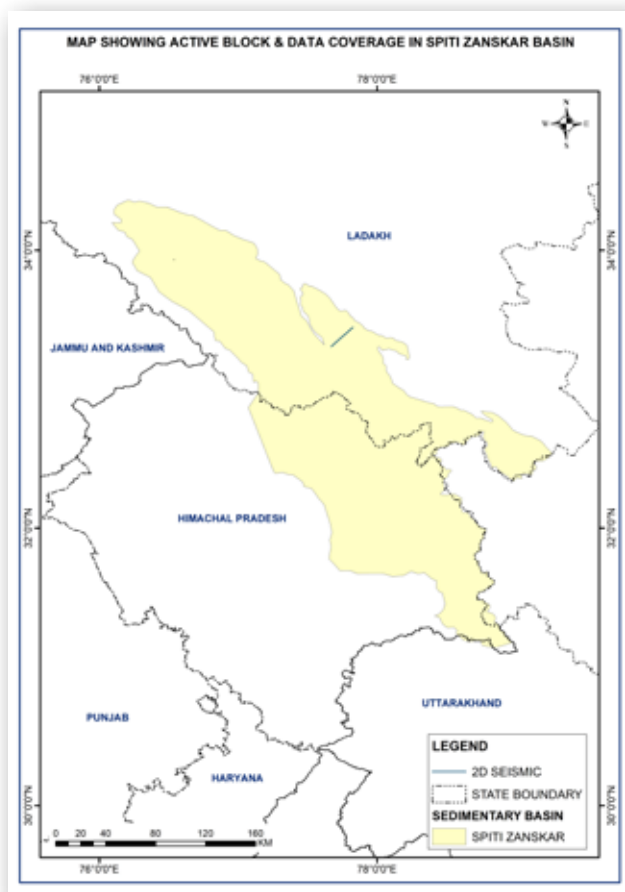 MAP SHOWING ACTIVE BLOCK & DATA COVERAGE IN SPITI ZANSKAR BASIN
76°0'0"E
78°0'0"E
N
W
E
S
34°0'0"N
34°0'0"N
LADAKH
JAMMU AND KASHMIR
32°0'0"N
32°0'0"N
HIMACHAL PRADESH
UTTARAKHAND
PUNJAB
HARYANA
30°0'0"N
30°0'0"N
LEGEND
2D SEISMIC
STATE BOUNDARY
SEDIMENTARY BASIN
SPITI ZANSKAR
0 20 40 80 120 160
KM
76°0'0"E
78°0'0"E